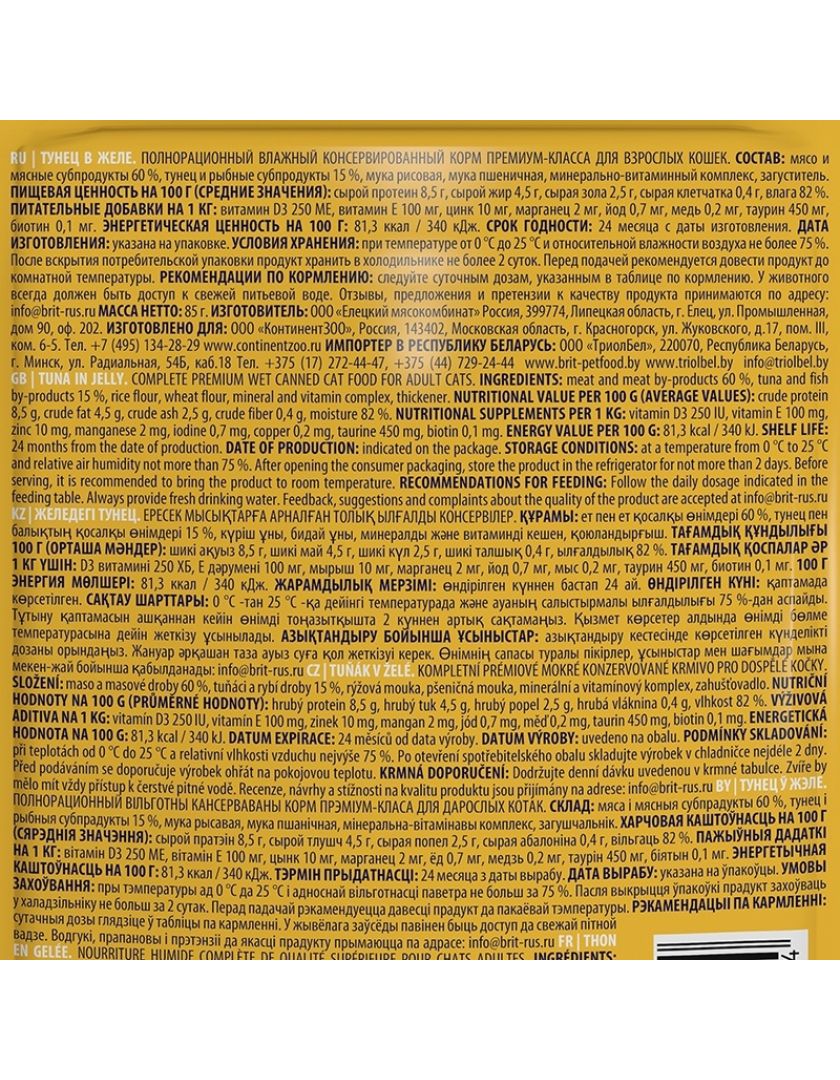 RU | ТУНЕЦ В ЖЕЛЕ. ПОЛНОРАЦИОННЫЙ ВЛАЖНЫЙ КОНСЕРВИРОВАННЫЙ КОРМ ПРЕМИУМ-КЛАССА ДЛЯ ВЗРОСЛЫХ КОШЕК. СОСТАВ: мясо и
мясные субпродукты 60 %, тунец и рыбные субпродукты 15 %, мука рисовая, мука пшеничная, минерально-витаминный комплекс, загуститель.
ПИЩЕВАЯ ЦЕННОСТЬ НА 100 Г (СРЕДНИЕ ЗНАЧЕНИЯ): сырой протеин 8,5 г, сырой жир 4,5 г, сырая зола 2,5 г, сырая клетчатка 0,4 г, влага 82 %.
ПИТАТЕЛЬНЫЕ ДОБАВКИ НА 1 КГ: витамин D3 250 МЕ, витамин Е 100 мг, цинк 10 мг, марганец 2 мг, йод 0,7 мг, медь 0,2 мг, таурин 450 мг,
биотин 0,1 мг. ЭНЕРГЕТИЧЕСКАЯ ЦЕННОСТЬ НА 100 Г: 81,3 ккал / 340 кДж. СРОК ГОДНОСТИ: 24 месяца с даты изготовления. ДАТА
ИЗГОТОВЛЕНИЯ: указана на упаковке. УСЛОВИЯ ХРАНЕНИЯ: при температуре от 0 °С до 25 °С и относительной влажности воздуха не более 75 %.
После вскрытия потребительской упаковки продукт хранить в холодильнике не более 2 суток. Перед подачей рекомендуется довести продукт до
комнатной температуры. РЕКОМЕНДАЦИИ ПО КОРМЛЕНИЮ: следуйте суточным дозам, указанным в таблице по кормлению. У животного
всегда должен быть доступ к свежей питьевой воде. Отзывы, предложения и претензии к качеству продукта принимаются по адресу:
info@brit-rus.ru МАССА НЕТТО: 85 г. ИЗГОТОВИТЕЛЬ: ООО «Елецкий мясокомбинат» Россия, 399774, Липецкая область, г. Елец, ул. Промышленная,
дом 90, оф. 202. ИЗГОТОВЛЕНО ДЛЯ: ООО «КонтинентЗОО», Россия, 143402, Московская область, г. Красногорск, ул. Жуковского, д.17, пом. III,
ком. 6-5. Тел. +7 (495) 134-28-29 www.continentzoo.ru ИМПОРТЕР В РЕСПУБЛИКУ БЕЛАРУСЬ: ООО «ТриолБел», 220070, Республика Беларусь,
г. Минск, ул. Радиальная, 54Б, каб.18 Тел. +375 (17) 272-44-47, +375 (44) 729-24-44 www.brit-petfood.by www.triolbel.by info@triolbel.by
GB | TUNA IN JELLY. COMPLETE PREMIUM WET CANNED CAT FOOD FOR ADULT CATS. INGREDIENTS: meat and meat by-products 60 %, tuna and fish
by-products 15 %, rice flour, wheat flour, mineral and vitamin complex, thickener. NUTRITIONAL VALUE PER 100 G (AVERAGE VALUES): crude protein
8,5 g, crude fat 4,5 g, crude ash 2,5 g, crude fiber 0,4 g, moisture 82 %. NUTRITIONAL SUPPLEMENTS PER 1 KG: vitamin D3 250 IU, vitamin E 100 mg,
zinc 10 mg, manganese 2 mg, iodine 0,7 mg, copper 0,2 mg, taurine 450 mg, biotin 0,1 mg. ENERGY VALUE PER 100 G: 81,3 kcal / 340 kJ. SHELF LIFE:
24 months from the date of production. DATE OF PRODUCTION: indicated on the package. STORAGE CONDITIONS: at a temperature from 0 °C to 25 °C
and relative air humidity not more than 75 %. After opening the consumer packaging, store the product in the refrigerator for not more than 2 days. Before
serving, it is recommended to bring the product to room temperature. RECOMMENDATIONS FOR FEEDING: Follow the daily dosage indicated in the
feeding table. Always provide fresh drinking water. Feedback, suggestions and complaints about the quality of the product are accepted at info@brit-rus.ru
KZ | ЖЕЛЕДЕГІ ТУНЕЦ. ЕРЕСЕК МЫСЫҚТАРҒА АРНАЛҒАН ТОЛЫҚ ЫЛҒАЛДЫ КОНСЕРВІЛЕР. ҚҰРАМЫ: ет пен ет қосалқы өнімдері 60 %, тунец пен
балықтың қосалқы өнімдері 15 %, күріш ұны, бидай ұны, минералды және витаминді кешен, қоюландырғыш. ТАҒАМДЫҚ ҚҰНДЫЛЫҒЫ
100 Г (ОРТАША МӘНДЕР): шикі ақуыз 8,5 г, шикі май 4,5 г, шикі күл 2,5 г, шикі талшық 0,4 г, ылғалдылық 82 %. ТАҒАМДЫҚ ҚОСПАЛАР ӘР
1 КГ ҮШІН: D3 витамині 250 ХБ, Е дәрумені 100 мг, мырыш 10 мг, марганец 2 мг, йод 0,7 мг, мыс 0,2 мг, таурин 450 мг, биотин 0,1 мг. 100 Г
ЭНЕРГИЯ МӨЛШЕРІ: 81,3 ккал / 340 кДж. ЖАРАМДЫЛЫҚ МЕРЗІМІ: өндірілген күннен бастап 24 ай. ӨНДІРІЛГЕН КҮНІ: қаптамада
көрсетілген. САҚТАУ ШАРТТАРЫ: 0 °С -тан 25 °С -қа дейінгі температурада және ауаның салыстырмалы ылғалдылығы 75 %-дан аспайды.
Тұтыну қаптамасын ашқаннан кейін өнімді тоңазытқышта 2 күннен артық сақтамаңыз. Қызмет көрсетер алдында өнімді бөлме
температурасына дейін жеткізу ұсынылады. АЗЫҚТАНДЫРУ БОЙЫНША ҰСЫНЫСТАР: азықтандыру кестесінде көрсетілген күнделікті
дозаны орындаңыз. Жануар әрқашан таза ауыз суға қол жеткізуі керек. Өнімнің сапасы туралы пікірлер, ұсыныстар мен шағымдар мына
мекен-жай бойынша қабылданады: info@brit-rus.ru CZ | TUŇÁK V ŽELÉ. KOMPLETNÍ PRÉMIOVÉ MOKRÉ KONZERVOVANÉ KRMIVO PRO DOSPĚLÉ KOČKY.
SLOŽENÍ: maso a masové droby 60 %, tuňáci a rybí droby 15 %, rýžová mouka, pšeničná mouka, minerální a vitamínový komplex, zahušťovadlo. NUTRIČNÍ
HODNOTY NA 100 G (PRŮMĚRNÉ HODNOTY): hrubý protein 8,5 g, hrubý tuk 4,5 g, hrubý popel 2,5 g, hrubá vláknina 0,4 g, vlhkost 82 %. VÝŽIVOVÁ
ADITIVA NA 1 KG: vitamín D3 250 IU, vitamín E 100 mg, zinek 10 mg, mangan 2 mg, jód 0,7 mg, měď 0,2 mg, taurin 450 mg, biotin 0,1 mg. ENERGETICKÁ
HODNOTA NA 100 G: 81,3 kcal / 340 kJ. DATUM EXPIRACE: 24 měsíců od data výroby. DATUM VÝROBY: uvedeno na obalu. PODMÍNKY SKLADOVÁNÍ:
při teplotách od 0 °C do 25 °C a relativní vlhkosti vzduchu nejvýše 75 %. Po otevření spotřebitelského obalu skladujte výrobek v chladničce nejdéle 2 dny.
Před podáváním se doporučuje výrobek ohřát na pokojovou teplotu. KRMNÁ DOPORUČENÍ: Dodržujte denní dávku uvedenou v krmné tabulce. Zvíře by
mělo mít vždy přístup k čerstvé pitné vodě. Recenze, návrhy a stížnosti na kvalitu produktu jsou přijímány na adrese: info@brit-rus.ru BY | ТУНЕЦ Ў ЖЭЛЕ.
ПОЛНОРАЦИОННЫ ВІЛЬГОТНЫ КАНСЕРВАВАНЫ КОРМ ПРЭМІУМ-КЛАСА ДЛЯ ДАРОСЛЫХ КОТАК. СКЛАД: мяса і мясныя субпрадукты 60 %, тунец і
рыбныя субпрадукты 15 %, мука рысавая, мука пшанічная, мінеральна-вітамінавы комплекс, загушчальнік. ХАРЧОВАЯ КАШТОЎНАСЦЬ НА 100 Г
(СЯРЭДНІЯ ЗНАЧЭННІ): сырой пратэін 8,5 г, сырой тлушч 4,5 г, сырая попел 2,5 г, сырая абалоніна 0,4 г, вільгаць 82 %. ПАЖЫЎНЫЯ ДАДАТКІ
НА 1 КГ: вітамін D3 250 МЕ, вітамін Е 100 мг, цынк 10 мг, марганец 2 мг, ёд 0,7 мг, медзь 0,2 мг, таурін 450 мг, біятын 0,1 мг. ЭНЕРГЕТЫЧНАЯ
КАШТОЎНАСЦЬ НА 100 Г: 81,3 ккал / 340 кДж. ТЭРМІН ПРЫДАТНАСЦІ: 24 месяца з даты вырабу. ДАТА ВЫРАБУ: указана на ўпакоўцы. УМОВЫ
ЗАХОЎВАННЯ: пры тэмпературы ад 0 °С да 25 °С і адноснай вільготнасці паветра не больш за 75 %. Пасля выкрыцця ўпакоўкі прадукт захоўваць
у халадзільніку не больш за 2 сутак. Перад падачай рэкамендуецца давесці прадукт да пакаёвай тэмпературы. РЭКАМЕНДАЦЫІ ПА КАРМЛЕННІ:
сутачныя дозы глядзіце ў табліцы па кармленні. У жывёлага заўсёды павінен быць доступ да свежай пітной
вадзе. Водгукі, прапановы і прэтэнзіі да якасці прадукту прымаюцца па адрасе: info@brit-rus.ru FR | THON
EN GELÉE. NOURRITURE HUMIDE COMPLÈTE DE QUALITÉ SUPÉRIEURE POUR CHATS ADULTES. INGRÉDIENTS: